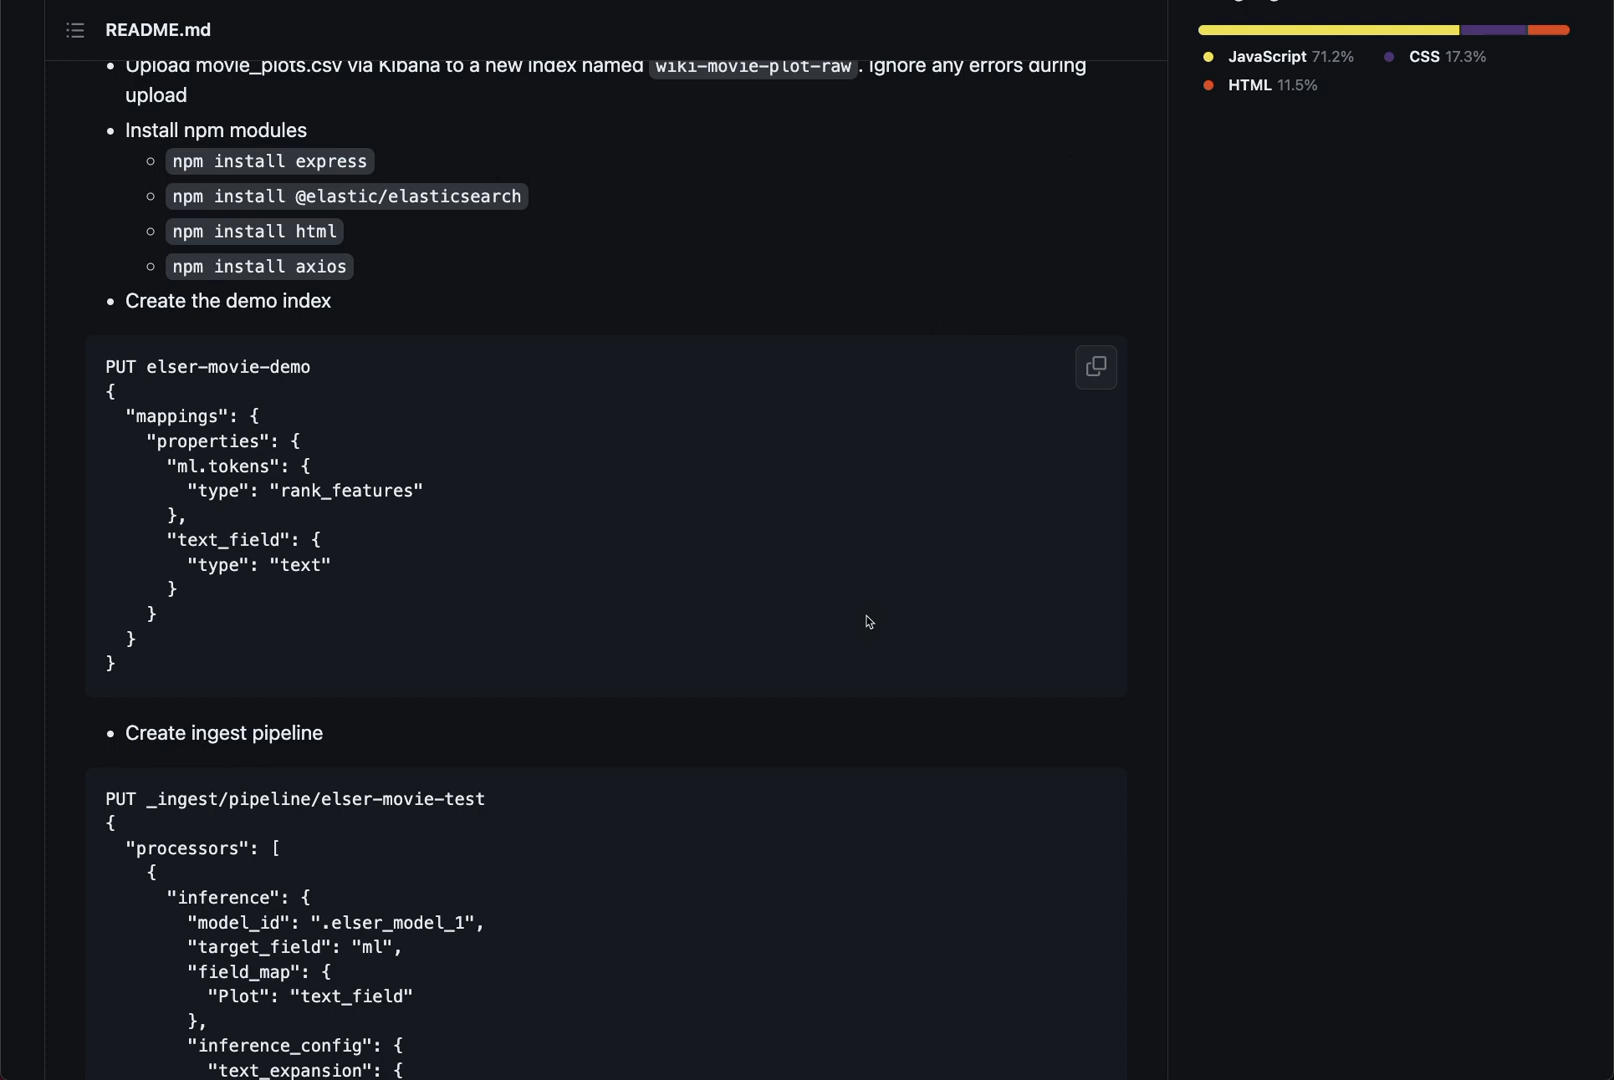 README.md
Upload movie_plots.csv via Kibana to a new index named wiki-movie-plot-raw. Ignore any errors during
upload
Install npm modules
npm install express
npm install @elastic/elasticsearch
npm install html
npm install axios
Create the demo index
PUT elser-movie-demo
{
  "mappings": {
    "properties": {
      "ml.tokens": {
        "type": "rank_features"
      },
      "text_field": {
        "type": "text"
      }
    }
  }
}
Create ingest pipeline
PUT _ingest/pipeline/elser-movie-test
{
  "processors": [
    {
      "inference": {
        "model_id": ".elser_model_1",
        "target_field": "ml",
        "field_map": {
          "Plot": "text_field"
        },
        "inference_config": {
          "text_expansion": {
JavaScript 71.2% CSS 17.3%
HTML 11.5%